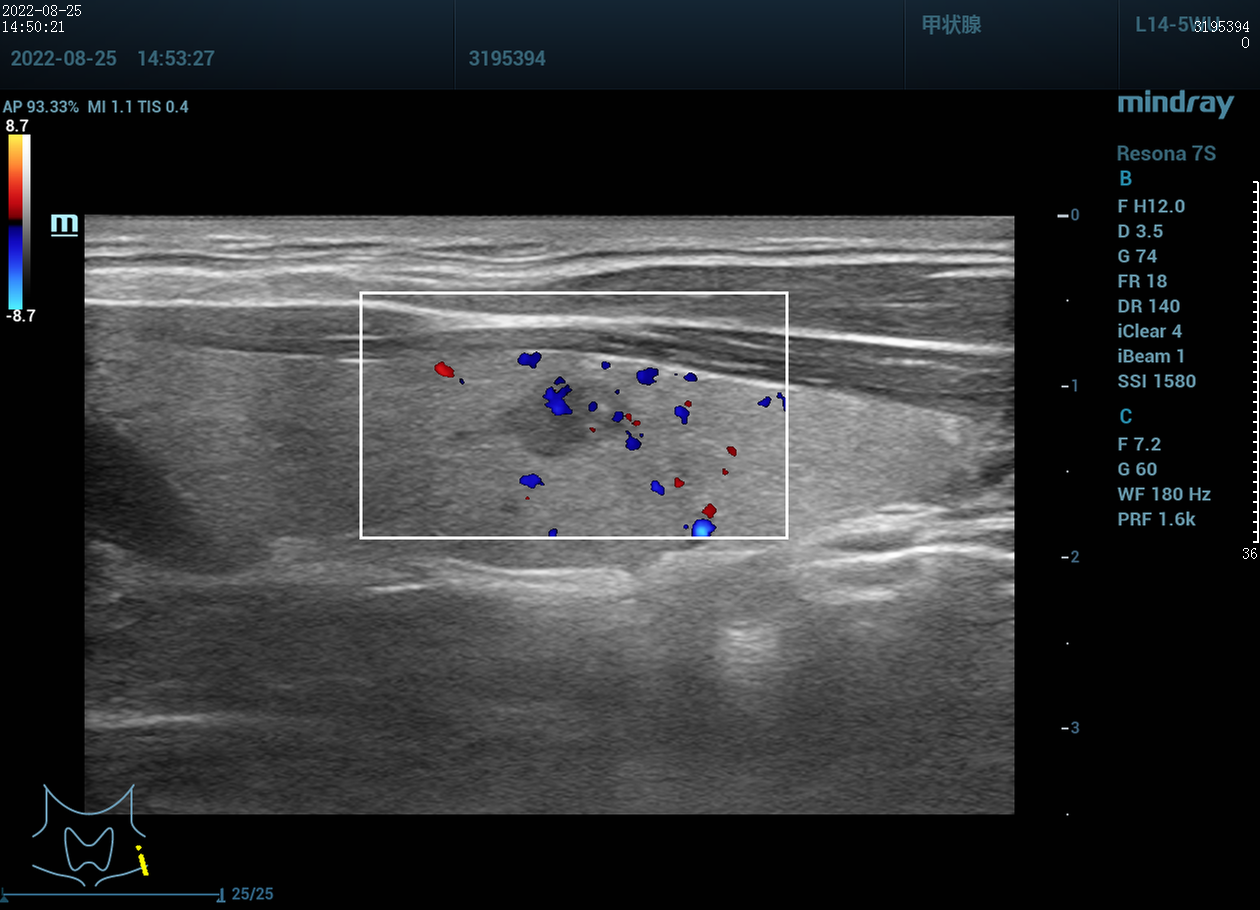 2022-08-25
14:50:21
甲状腺
3195394
0
2022-08-25 14:53:27
3195394
AP 93.33% MI 1.1 TIS 0.4
mindray
8.7
-8.7
m
Resona 7S
B
F H12.0
D 3.5
G 74
FR 18
DR 140
iClear 4
iBeam 1
SSI 1580
C
F 7.2
G 60
WF 180 Hz
PRF 1.6k
0
1
2
3
36
25/25